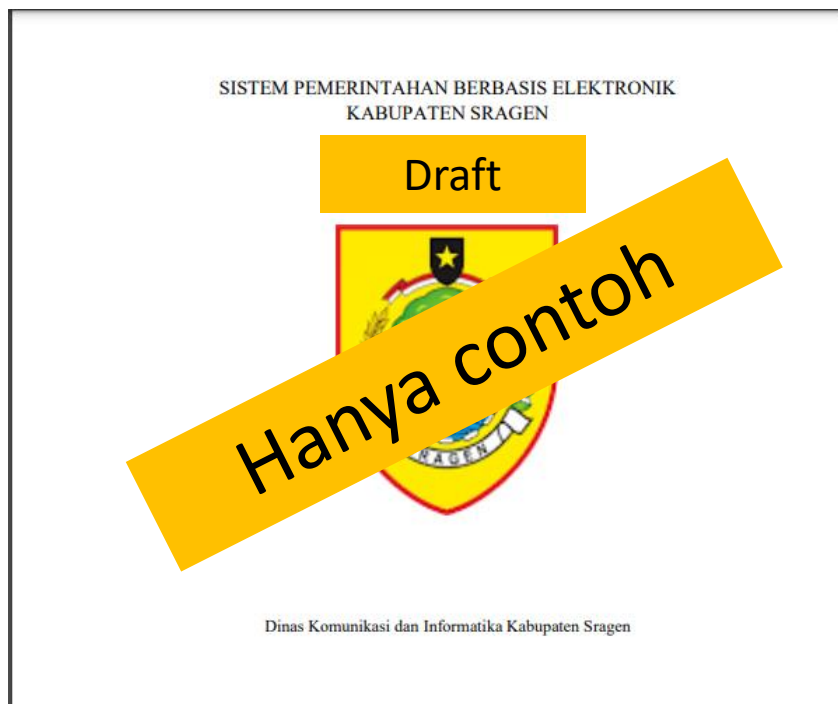 SISTEM PEMERINTAHAN BERBASIS ELEKTRONIK
KABUPATEN SRAGEN
Draft
Hanya contoh
Dinas Komunikasi dan Informatika Kabupaten Sragen